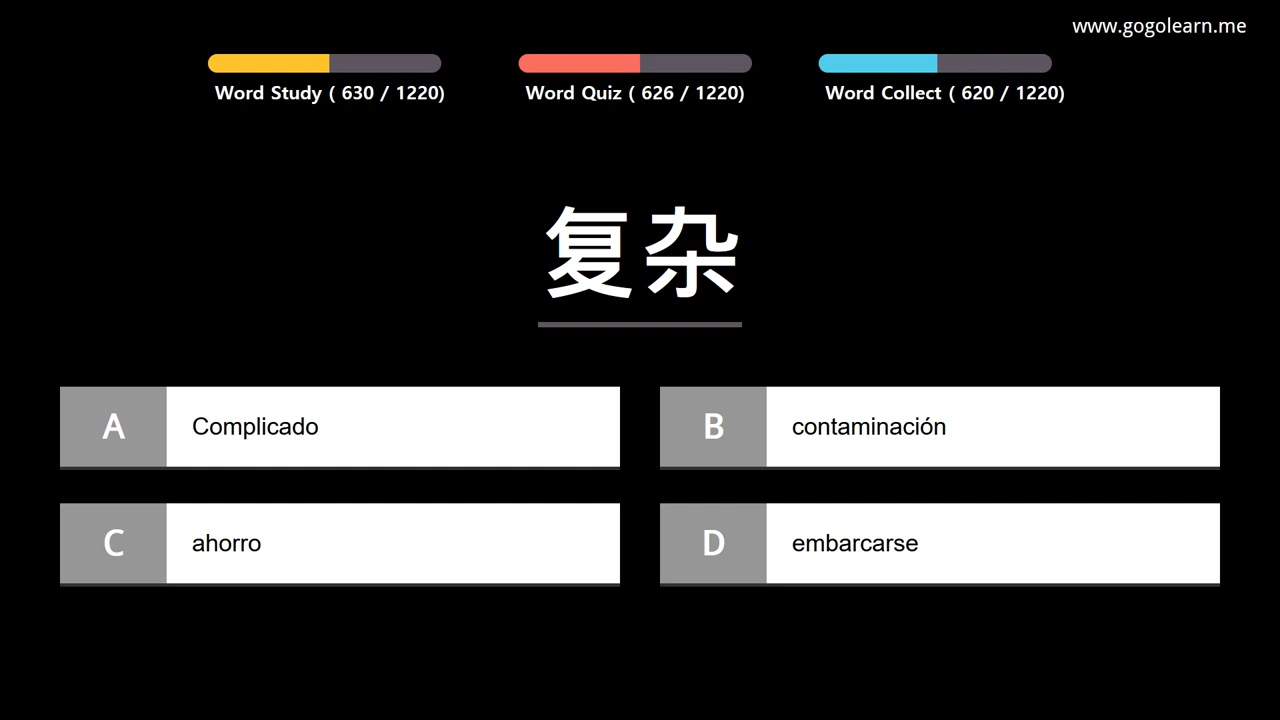 www.gogolearn.me
Word Study ( 630 / 1220)
Word Quiz ( 626 / 1220)
Word Collect ( 620 / 1220)
复杂
A Complicado
B contaminación
C ahorro
D embarcarse